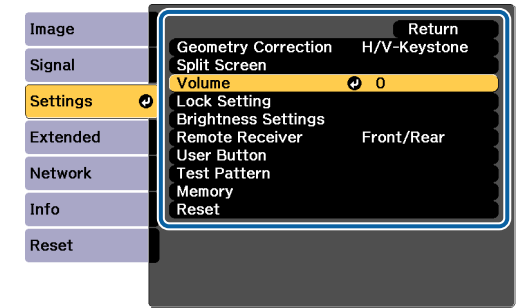 Image
Signal
Settings
Extended
Network
Info
Reset
Return
Geometry Correction H/V-Keystone
Split Screen
Volume 0
Lock Setting
Brightness Settings
Remote Receiver Front/Rear
User Button
Test Pattern
Memory
Reset